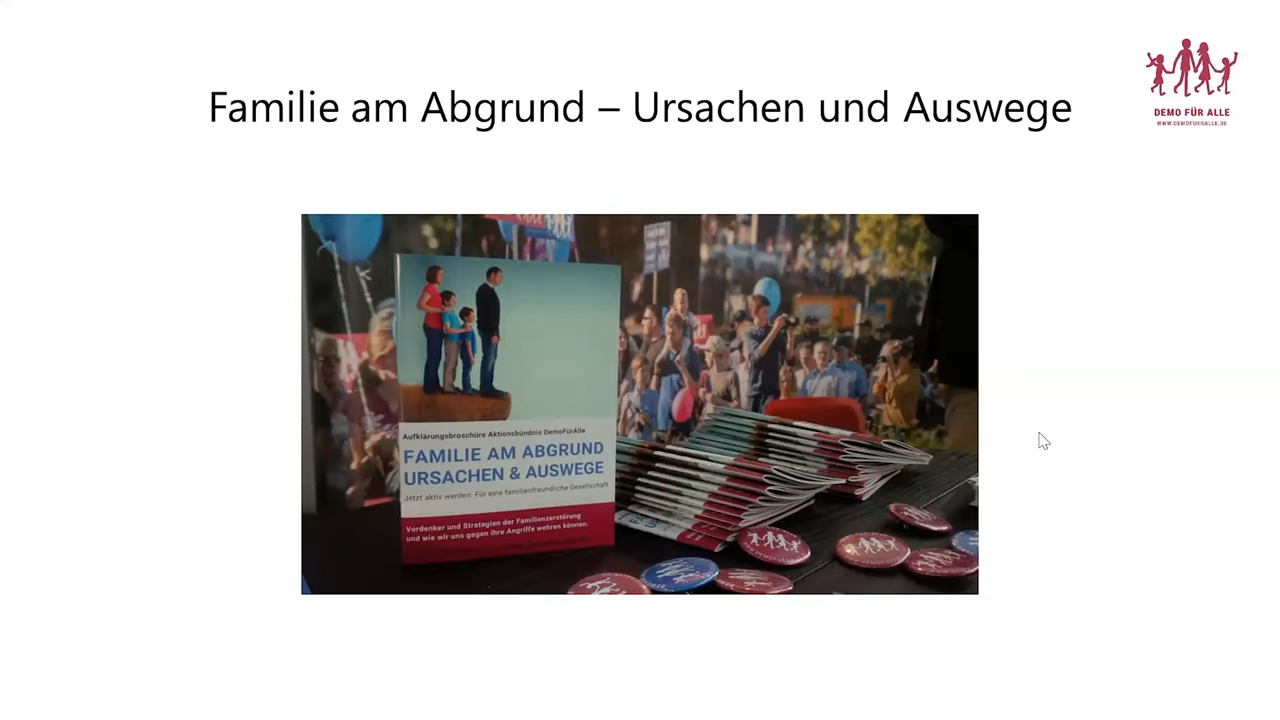 Familie am Abgrund – Ursachen und Auswege
DEMO FÜR ALLE
WWW.DEMOFUERALLE.DE
Aufklärungsbroschüre Aktionsbündnis DemoFürAlle
FAMILIE AM ABGRUND
URSACHEN & AUSWEGE
Jetzt aktiv werden: Für eine familienfreundliche Gesellschaft
Vordenker und Strategien der Familienzerstörung
und wie wir uns gegen ihre Angriffe wehren können.